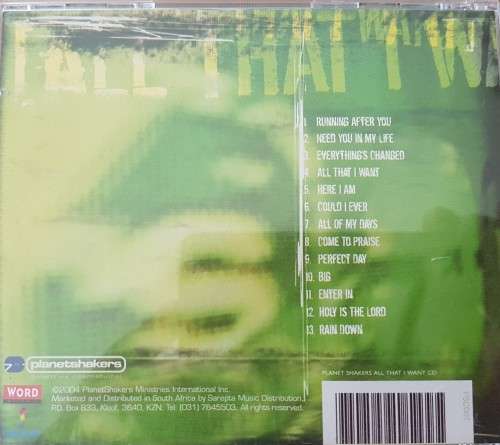 ALL THAT I WA
1. RUNNING AFTER YOU
2. NEED YOU IN MY LIFE
3. EVERYTHING'S CHANGED
4. ALL THAT I WANT
5. HERE I AM
6. COULD I EVER
7. ALL OF MY DAYS
8. COME TO PRAISE
9. PERFECT DAY
10. BIG
11. ENTER IN
12. HOLY IS THE LORD
13. RAIN DOWN
planetshakers
PLANET SHAKERS ALL THAT I WANT CD
WORD
©2004 PlanetShakers Ministries International Inc.
Marketed and Distributed in South Africa by Sarepta Music Distribution.
P.O. Box 833, Kloof, 3640, KZN. Tel: (031) 7645503. All rights reserved.